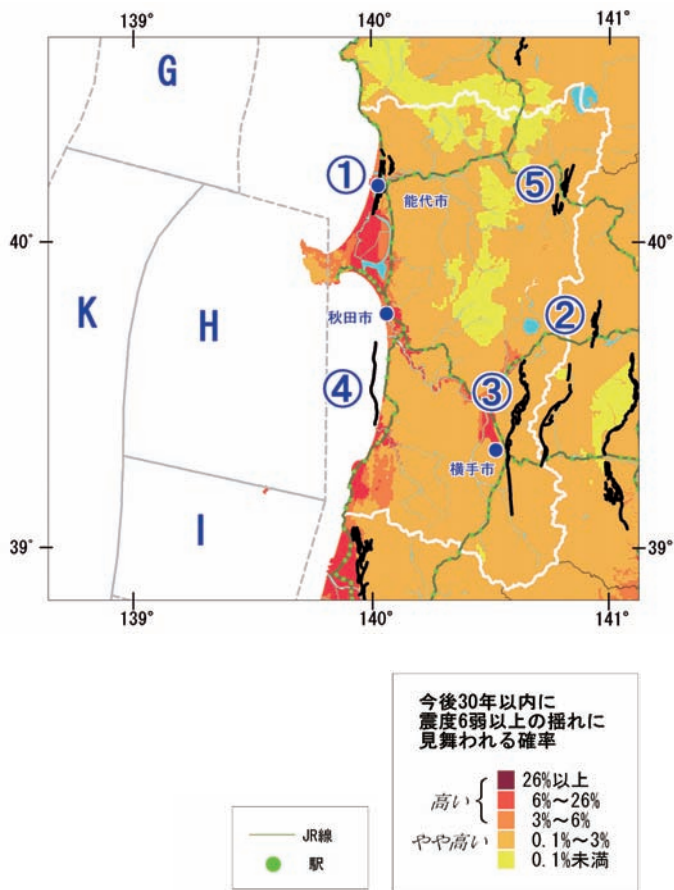 139°
140°
141°
G
①
能代市
⑤
40°
40°
K
H
秋田市
②
④
③
横手市
I
39°
39°
139°
140°
141°
今後30年以内に
震度6弱以上の揺れに
見舞われる確率
高い
26%以上
6%～26%
3%～6%
やや高い
0.1%～3%
0.1%未満
JR線
駅